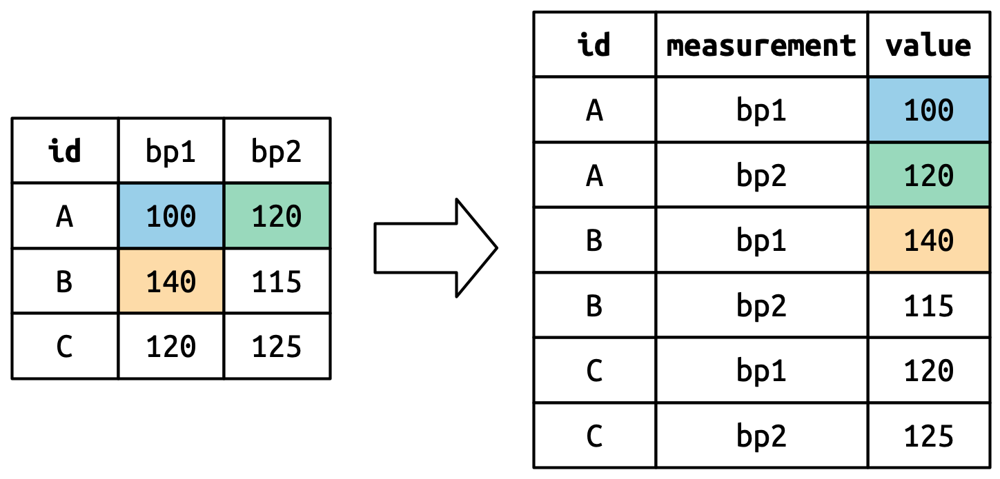 id bp1 bp2
A 100 120
B 140 115
C 120 125
id measurement value
A bp1 100
A bp2 120
B bp1 140
B bp2 115
C bp1 120
C bp2 125